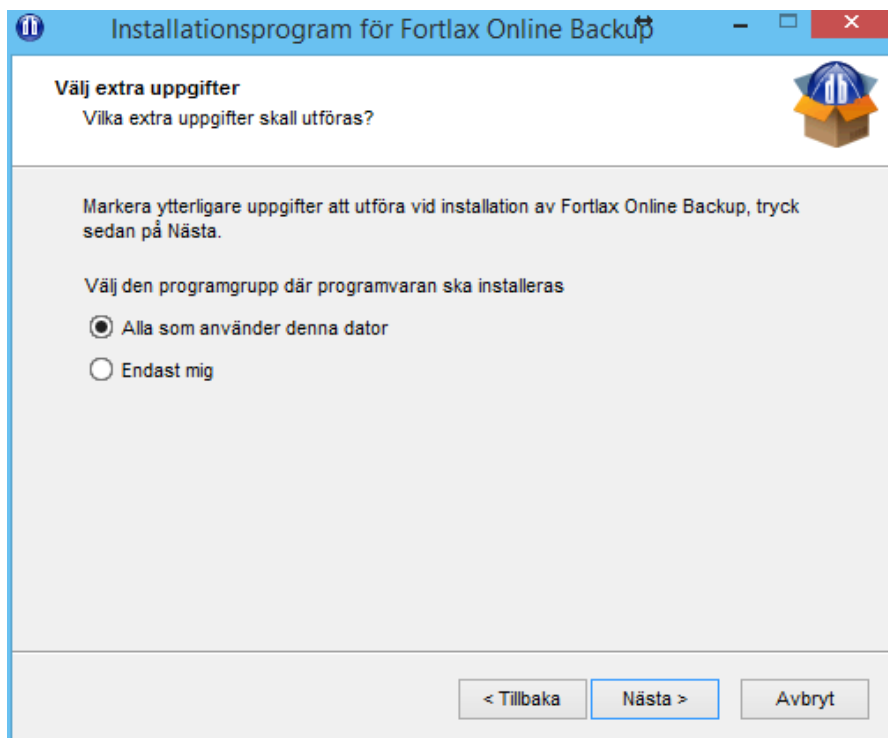 Installationsprogram för Fortlax Online Backup
Välj extra uppgifter
Vilka extra uppgifter skall utföras?
Markera ytterligare uppgifter att utföra vid installation av Fortlax Online Backup, tryck
sedan på Nästa.
Välj den programgrupp där programvaran ska installeras
Alla som använder denna dator
Endast mig
< Tillbaka
Nästa >
Avbryt